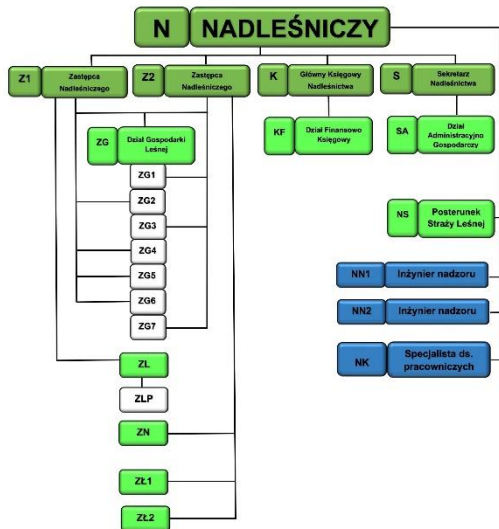 N NADLEŚNICZY
Z1 Zastępca
Nadleśniczego
Z2 Zastępca
Nadleśniczego
K Główny Księgowy
Nadleśnictwa
S Sekretarz
Nadleśnictwa
ZG Dział Gospodarki
Leśnej
KF Dział Finansowo
Księgowy
SA Dział
Administracyjno
Gospodarczy
ZG1
ZG2
ZG3
ZG4
ZG5
ZG6
ZG7
NS Posterunek
Straży Leśnej
NN1 Inżynier nadzoru
NN2 Inżynier nadzoru
NK Specjalista ds.
pracowniczych
ZL
ZLP
ZN
ZŁ1
ZŁ2